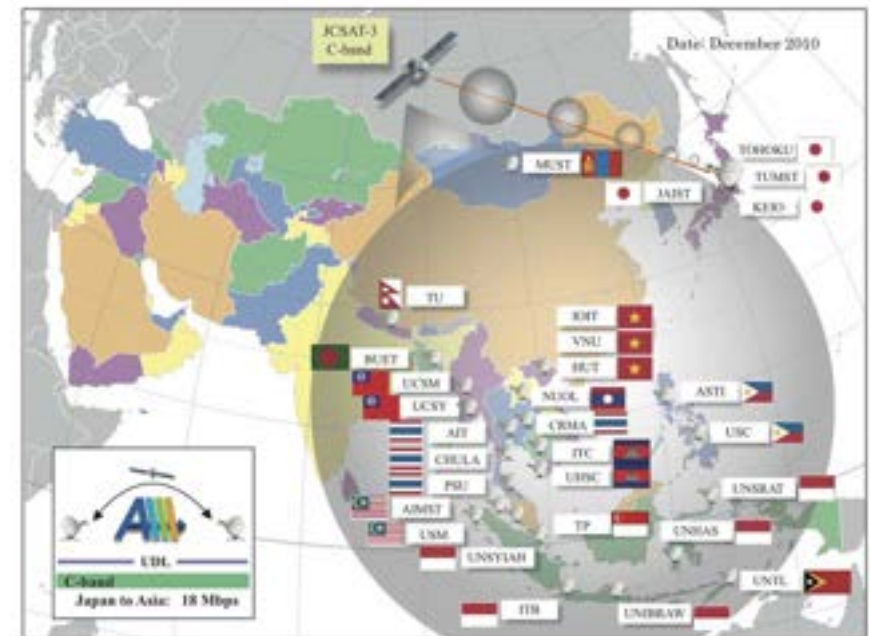 JCSAT-3
C-band
Date: December 2010
TOHOKU
MUST
TUMST
JAIST
KEIO
TU
IOIT
VNU
BUET
HUT
UCSM
NUOL
ASTI
UCSY
CRMA
AIT
USC
ITC
CHULA
UHSC
PSU
UNSRAT
AIMST
TP
UNHAS
USM
UNSYIAH
UDL
C-band
UNTL
Japan to Asia: 18 Mbps
ITB
UNIBRAW